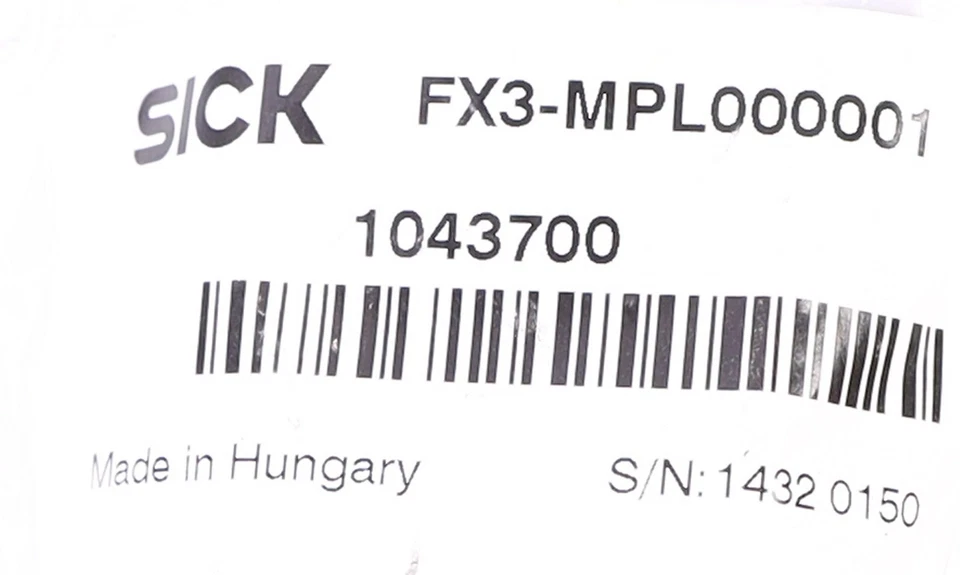 SICK FX3-MPL000001
1043700
Made in Hungary S/N: 1432 0150